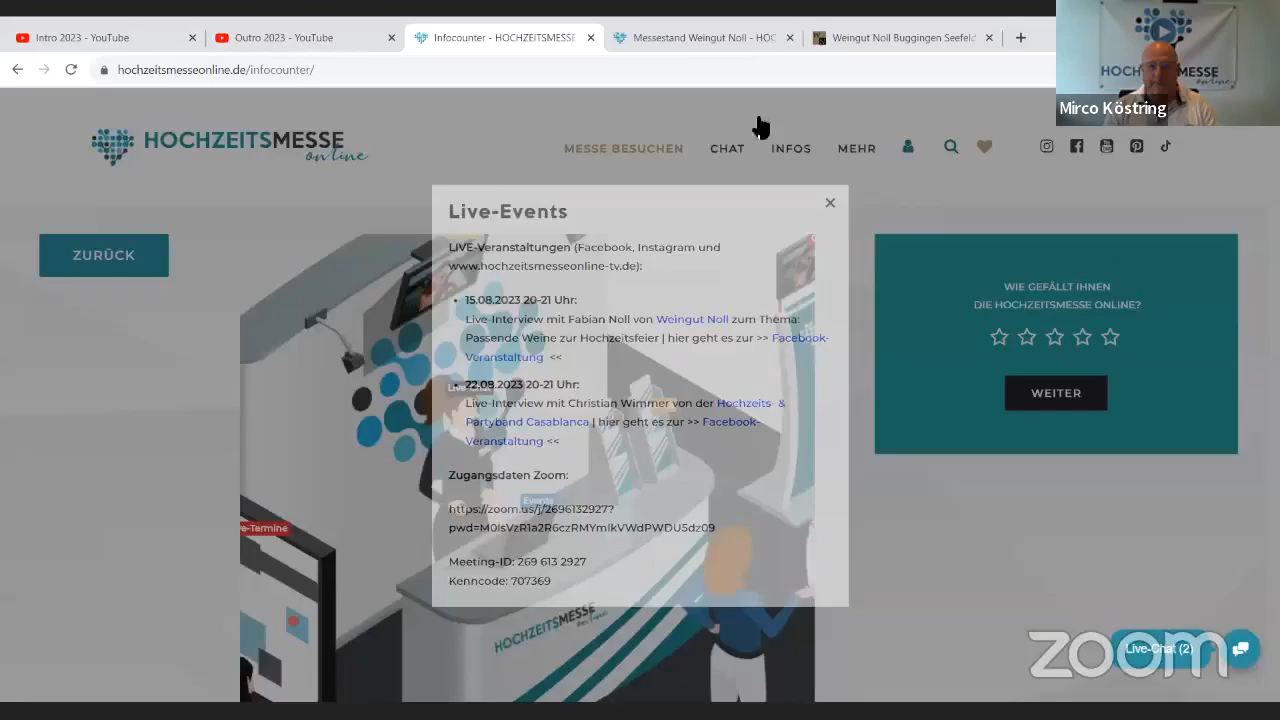 Intro 2023 - YouTube
Outro 2023 - YouTube
Infocounter - HOCHZEITSMESSE
Messestand Weingut Noll - HOC
Weingut Noll Buggingen Seefeld
hochzeitsmesseonline.de/infocounter/
HOCHZEITSMESSE
online
Mirco Köstring
HOCHZEITSMESSE
online
MESSE BESUCHEN
CHAT
INFOS
MEHR
ZURÜCK
Live-Events
LIVE-Veranstaltungen (Facebook, Instagram und
www.hochzeitsmesseonline-tv.de):
• 15.08.2023 20-21 Uhr:
Live-Interview mit Fabian Noll von Weingut Noll zum Thema:
Passende Weine zur Hochzeitsfeier | hier geht es zur >> Facebook-
Veranstaltung <<
• 22.08.2023 20-21 Uhr:
Live-Interview mit Christian Wimmer von der Hochzeits- &
Partyband Casablanca | hier geht es zur >> Facebook-
Veranstaltung <<
Zugangsdaten Zoom:
https://zoom.us/j/2696132927?
Meeting-ID: 269 613 2927
Kenncode: 707369
Events
e-Termine
HOCHZEITSMESSE
online
WIE GEFÄLLT IHNEN
DIE HOCHZEITSMESSE ONLINE?
WEITER
Live-Chat (2)
zoom